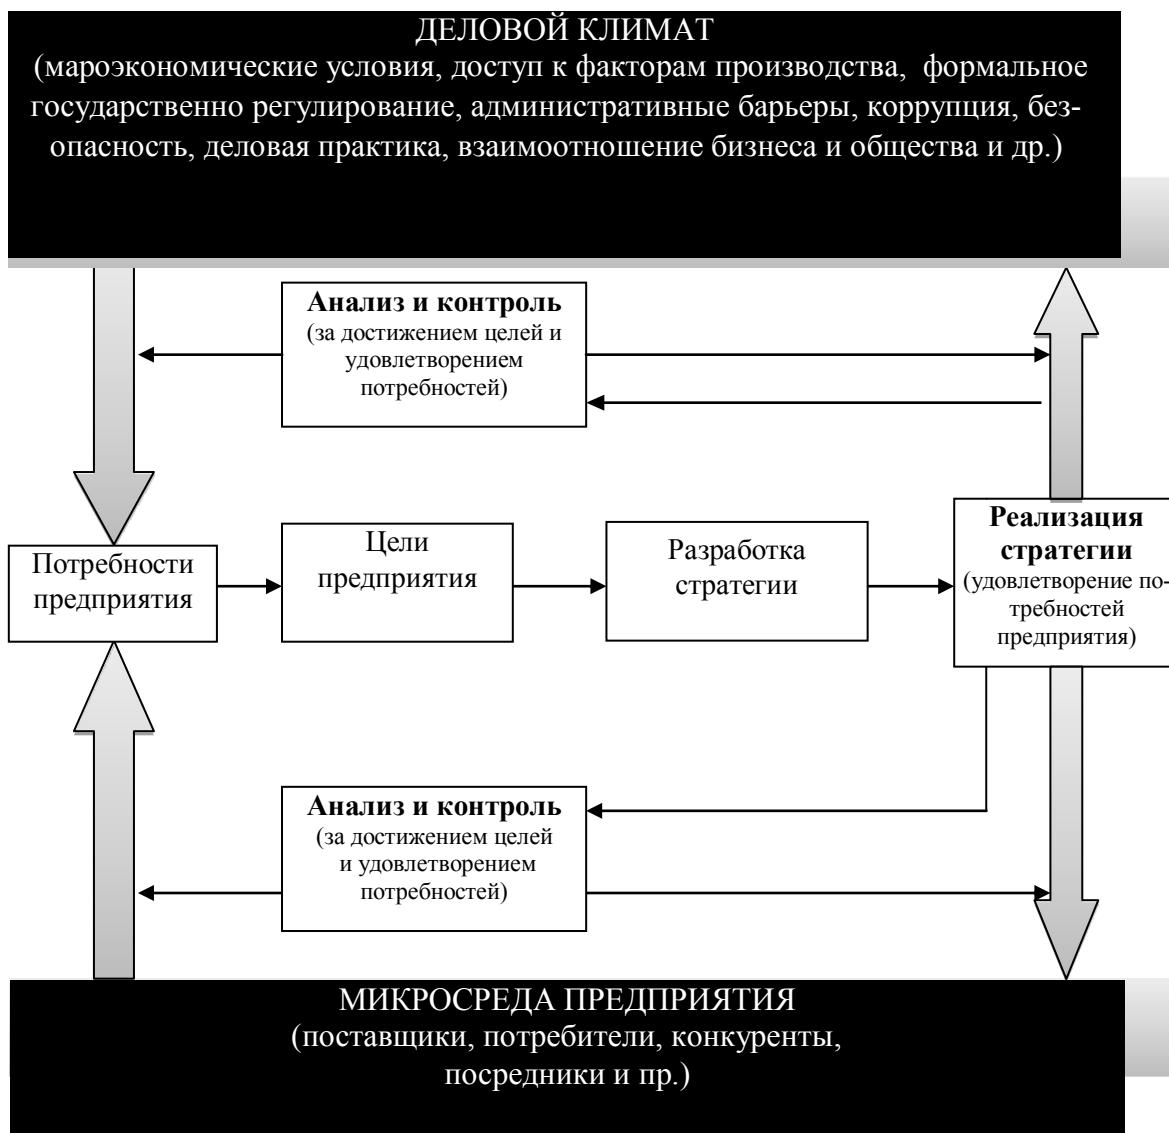 ДЕЛОВОЙ КЛИМАТ
(мароэкономические условия, доступ к факторам производства, формальное
государственно регулирование, административные барьеры, коррупция, без-
опасность, деловая практика, взаимоотношение бизнеса и общества и др.)
Анализ и контроль
(за достижением целей и
удовлетворением
потребностей)
Потребности
предприятия
Цели
предприятия
Разработка
стратегии
Реализация
стратегии
(удовлетворение по-
требностей
предприятия)
Анализ и контроль
(за достижением целей
и удовлетворением
потребностей)
МИКРОСРЕДА ПРЕДПРИЯТИЯ
(поставщики, потребители, конкуренты,
посредники и пр.)